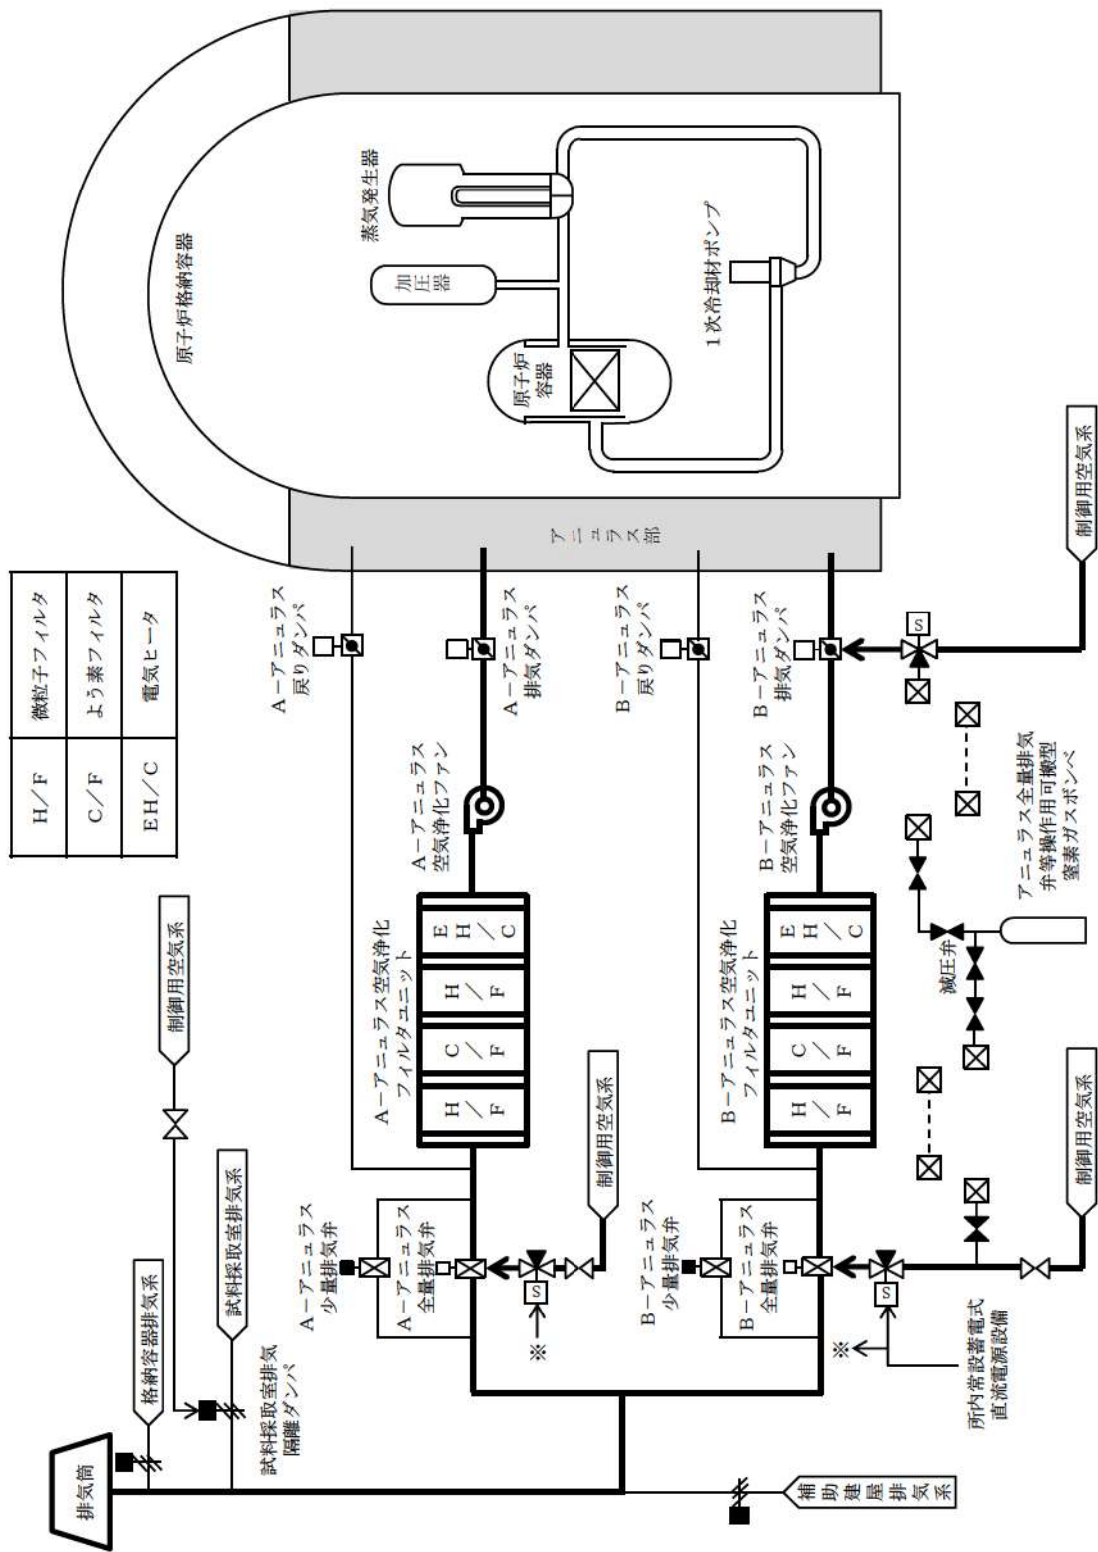 H/F
微粒子フィルタ
C/F
よう素フィルタ
EH/C
電気ヒータ
排気筒
格納容器排気系
試料採取室排気系
制御用空気系
試料採取室排気
隔離ダンパ
補助建屋排気系
原子炉格納容器
蒸気発生器
加圧器
原子炉
容器
1次冷却材ポンプ
アニュラス部
A-アニュラス
戻りダンパ
A-アニュラス
排気ダンパ
A-アニュラス
空気浄化ファン
A-アニュラス空気浄化
フィルタユニット
H/F
C/F
H/F
EH/C
A-アニュラス
少量排気弁
A-アニュラス
全量排気弁
制御用空気系
S
※
B-アニュラス
戻りダンパ
B-アニュラス
排気ダンパ
B-アニュラス
空気浄化ファン
B-アニュラス空気浄化
フィルタユニット
H/F
C/F
H/F
EH/C
B-アニュラス
少量排気弁
B-アニュラス
全量排気弁
S
※
所内常設蓄電式
直流電源設備
制御用空気系
減圧弁
アニュラス全量排気
弁等操作用可搬型
窒素ガスボンベ
S
制御用空気系